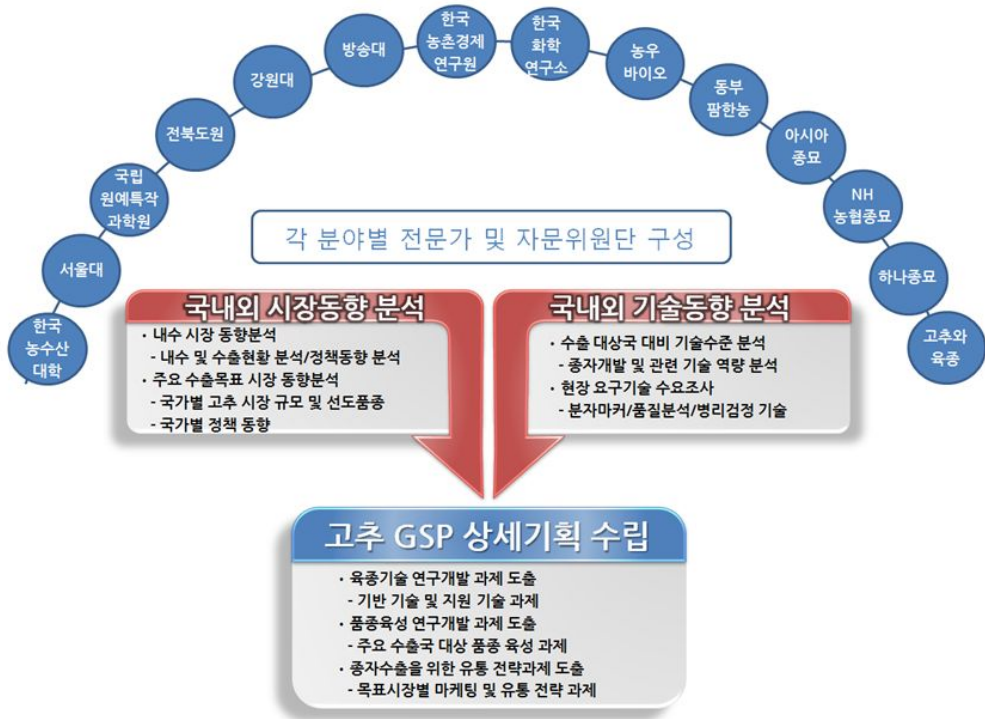 한국
농수산
대학
서울대
국립
원예특작
과학원
전북도원
강원대
방송대
한국
농촌경제
연구원
한국
화학
연구소
농우
바이오
동부
팜한농
아시아
종묘
NH
농협종묘
하나종묘
고추와
육종
각 분야별 전문가 및 자문위원단 구성
국내외 시장동향 분석
· 내수 시장 동향분석
- 내수 및 수출현황 분석/정책동향 분석
· 주요 수출목표 시장 동향분석
- 국가별 고추 시장 규모 및 선도품종
- 국가별 정책 동향
국내외 기술동향 분석
· 수출 대상국 대비 기술수준 분석
- 종자개발 및 관련 기술 역량 분석
· 현장 요구기술 수요조사
- 분자마커/품질분석/병리검정 기술
고추 GSP 상세기획 수립
· 육종기술 연구개발 과제 도출
- 기반 기술 및 지원 기술 과제
· 품종육성 연구개발 과제 도출
- 주요 수출국 대상 품종 육성 과제
· 종자수출을 위한 유통 전략과제 도출
- 목표시장별 마케팅 및 유통 전략 과제